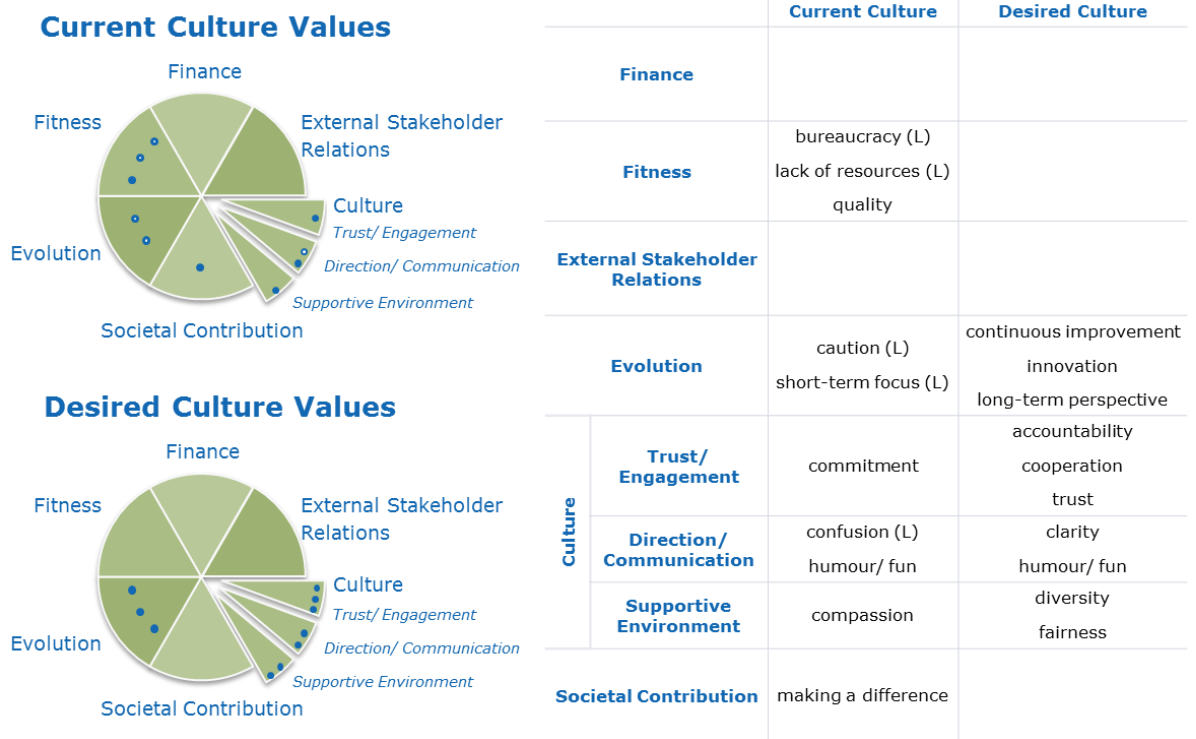 Current Culture Values
Finance
Fitness
External Stakeholder
Relations
Culture
Trust/ Engagement
Evolution
Direction/ Communication
Supportive Environment
Societal Contribution
Desired Culture Values
Finance
Fitness
External Stakeholder
Relations
Culture
Trust/ Engagement
Evolution
Direction/ Communication
Supportive Environment
Societal Contribution
Current Culture
Desired Culture
Finance
Fitness
bureaucracy (L)
lack of resources (L)
quality
External Stakeholder
Relations
Evolution
caution (L)
short-term focus (L)
continuous improvement
innovation
long-term perspective
Culture
Trust/
Engagement
commitment
accountability
cooperation
trust
Direction/
Communication
confusion (L)
humour/ fun
clarity
humour/ fun
Supportive
Environment
compassion
diversity
fairness
Societal Contribution
making a difference